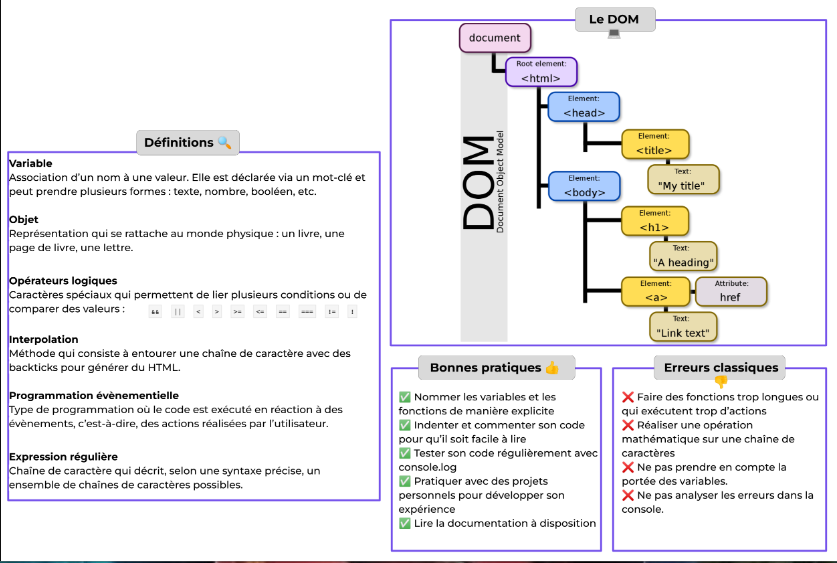 Définitions 🔍
Variable
Association d'un nom à une valeur. Elle est déclarée via un mot-clé et
peut prendre plusieurs formes : texte, nombre, booléen, etc.
Objet
Représentation qui se rattache au monde physique : un livre, une
page de livre, une lettre.
Opérateurs logiques
Caractères spéciaux qui permettent de lier plusieurs conditions ou de
comparer des valeurs : && || < > >= <= == === != !
Interpolation
Méthode qui consiste à entourer une chaîne de caractère avec des
backticks pour générer du HTML.
Programmation évènementielle
Type de programmation où le code est exécuté en réaction à des
évènements, c'est-à-dire, des actions réalisées par l'utilisateur.
Expression régulière
Chaîne de caractère qui décrit, selon une syntaxe précise, un
ensemble de chaînes de caractères possibles.
Le DOM
💻
DOM
Document Object Model
document
Root element:
<html>
Element:
<head>
Element:
<title>
Text:
"My title"
Element:
<body>
Element:
<h1>
Text:
"A heading"
Element:
<a>
Attribute:
href
Text:
"Link text"
Bonnes pratiques 👍
✅ Nommer les variables et les
fonctions de manière explicite
✅ Indenter et commenter son code
pour qu'il soit facile à lire
✅ Tester son code régulièrement avec
console.log
✅ Pratiquer avec des projets
personnels pour développer son
expérience
✅ Lire la documentation à disposition
Erreurs classiques
👎
❌ Faire des fonctions trop longues ou
qui exécutent trop d'actions
❌ Réaliser une opération
mathématique sur une chaîne de
caractères
❌ Ne pas prendre en compte la
portée des variables.
❌ Ne pas analyser les erreurs dans la
console.